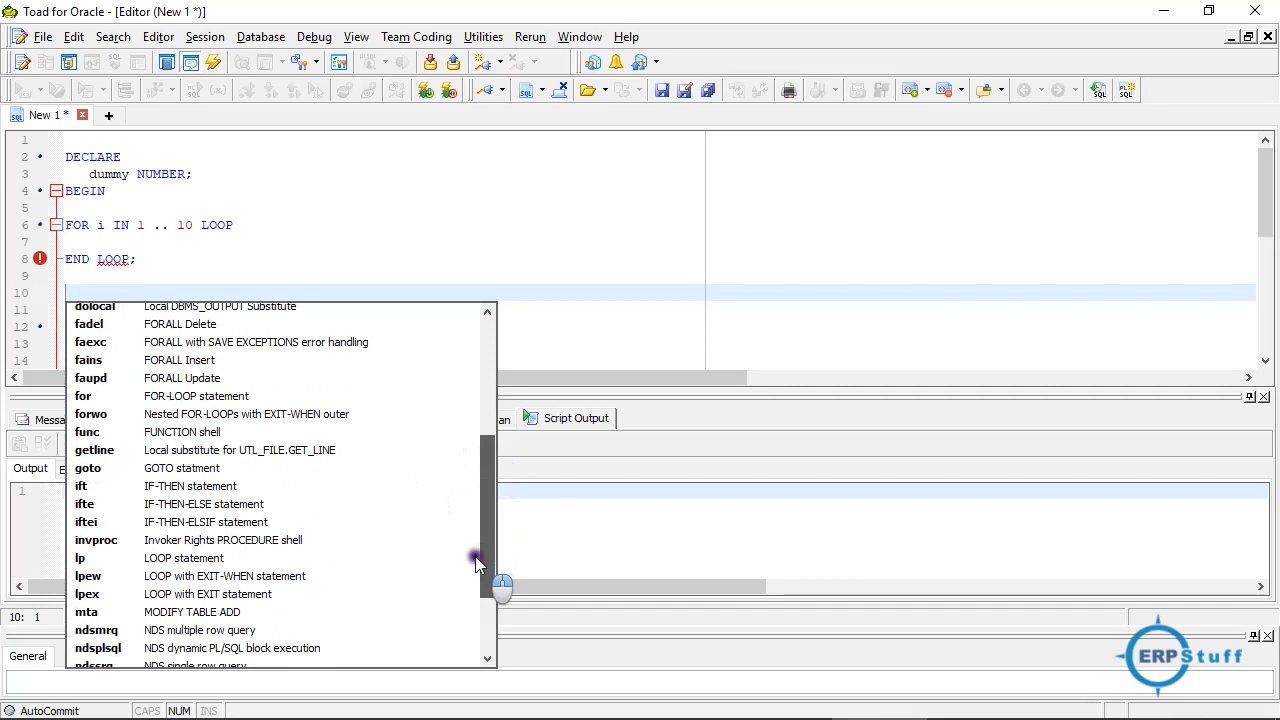 Toad for Oracle - [Editor (New 1 *)]
File Edit Search Editor Session Database Debug View Team Coding Utilities Rerun Window Help
New 1 *
1
2 DECLARE
3 dummy NUMBER;
4 BEGIN
5
6 FOR i IN 1 .. 10 LOOP
7
8 END LOOP;
9
10
11
12
13
14
dolocal Local DBMS_OUTPUT Substitute
fadel FORALL Delete
faexc FORALL with SAVE EXCEPTIONS error handling
fains FORALL Insert
faupd FORALL Update
for FOR-LOOP statement
forwo Nested FOR-LOOPs with EXIT-WHEN outer
func FUNCTION shell
getline Local substitute for UTL_FILE.GET_LINE
goto GOTO statment
ift IF-THEN statement
ifte IF-THEN-ELSE statement
iftei IF-THEN-ELSIF statement
invproc Invoker Rights PROCEDURE shell
lp LOOP statement
lpew LOOP with EXIT-WHEN statement
lpex LOOP with EXIT statement
mta MODIFY TABLE ADD
ndsmrq NDS multiple row query
ndsplsql NDS dynamic PL/SQL block execution
ndssrq NDS single row query
Messa an Script Output
Output E
1
10: 1
General
ERPStuff
AutoCommit CAPS NUM INS